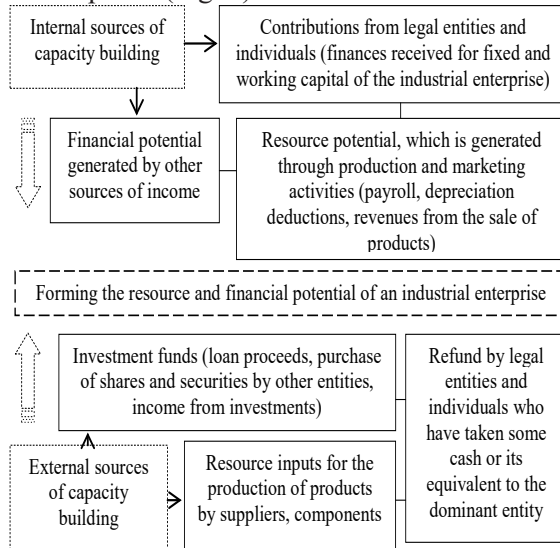 Internal sources of
capacity building
Contributions from legal entities and
individuals (finances received for fixed and
working capital of the industrial enterprise)
Financial potential
generated by other
sources of income
Resource potential, which is generated
through production and marketing
activities (payroll, depreciation
deductions, revenues from the sale of
products)
Forming the resource and financial potential of an industrial enterprise
Investment funds (loan proceeds, purchase
of shares and securities by other entities,
income from investments)
Refund by legal
entities and
individuals who
have taken some
cash or its
equivalent to the
dominant entity
External sources
of capacity
building
Resource inputs for the
production of products
by suppliers, components